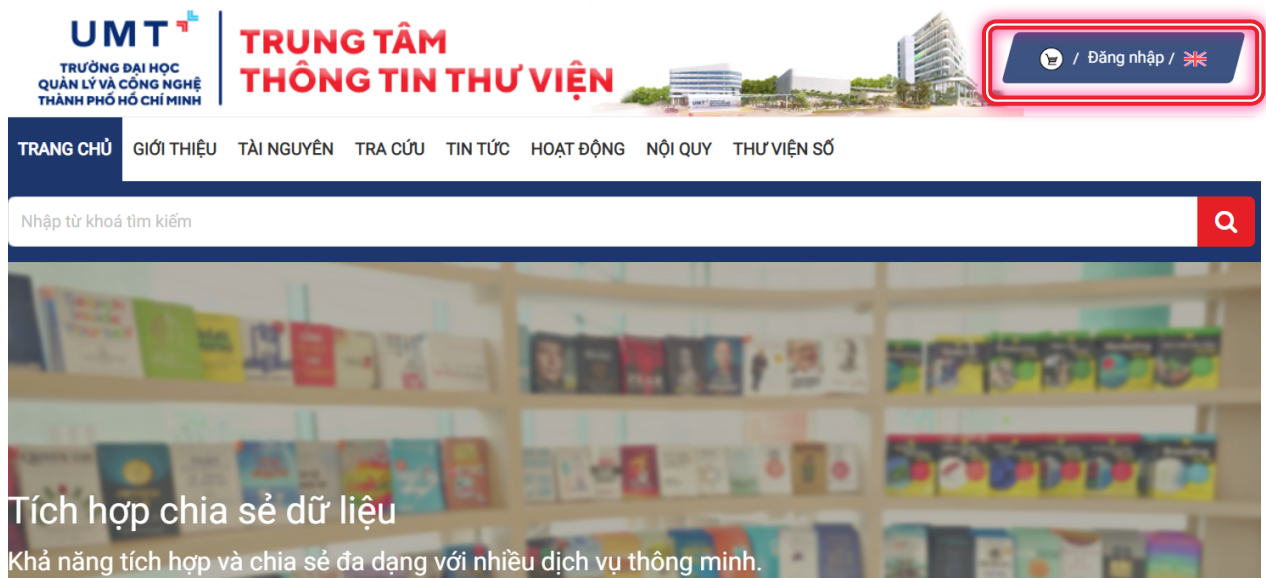 UMT
TRƯỜNG ĐẠI HỌC
QUẢN LÝ VÀ CÔNG NGHỆ
THÀNH PHỐ HỒ CHÍ MINH
TRUNG TÂM
THÔNG TIN THƯ VIỆN
/ Đăng nhập /
TRANG CHỦ GIỚI THIỆU TÀI NGUYÊN TRA CỨU TIN TỨC HOẠT ĐỘNG NỘI QUY THƯ VIỆN SỐ
Nhập từ khoá tìm kiếm
Tích hợp chia sẻ dữ liệu
Khả năng tích hợp và chia sẻ đa dạng với nhiều dịch vụ thông minh.